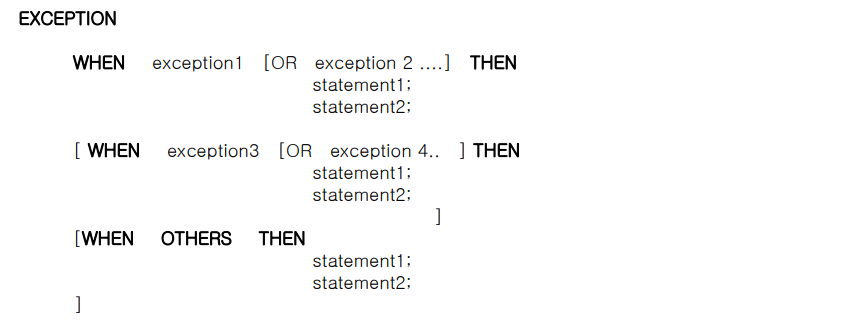 EXCEPTION
WHEN exception1 [OR exception 2 ....] THEN
statement1;
statement2;
[ WHEN exception3 [OR exception 4.. ] THEN
statement1;
statement2;
]
[WHEN OTHERS THEN
statement1;
statement2;
]